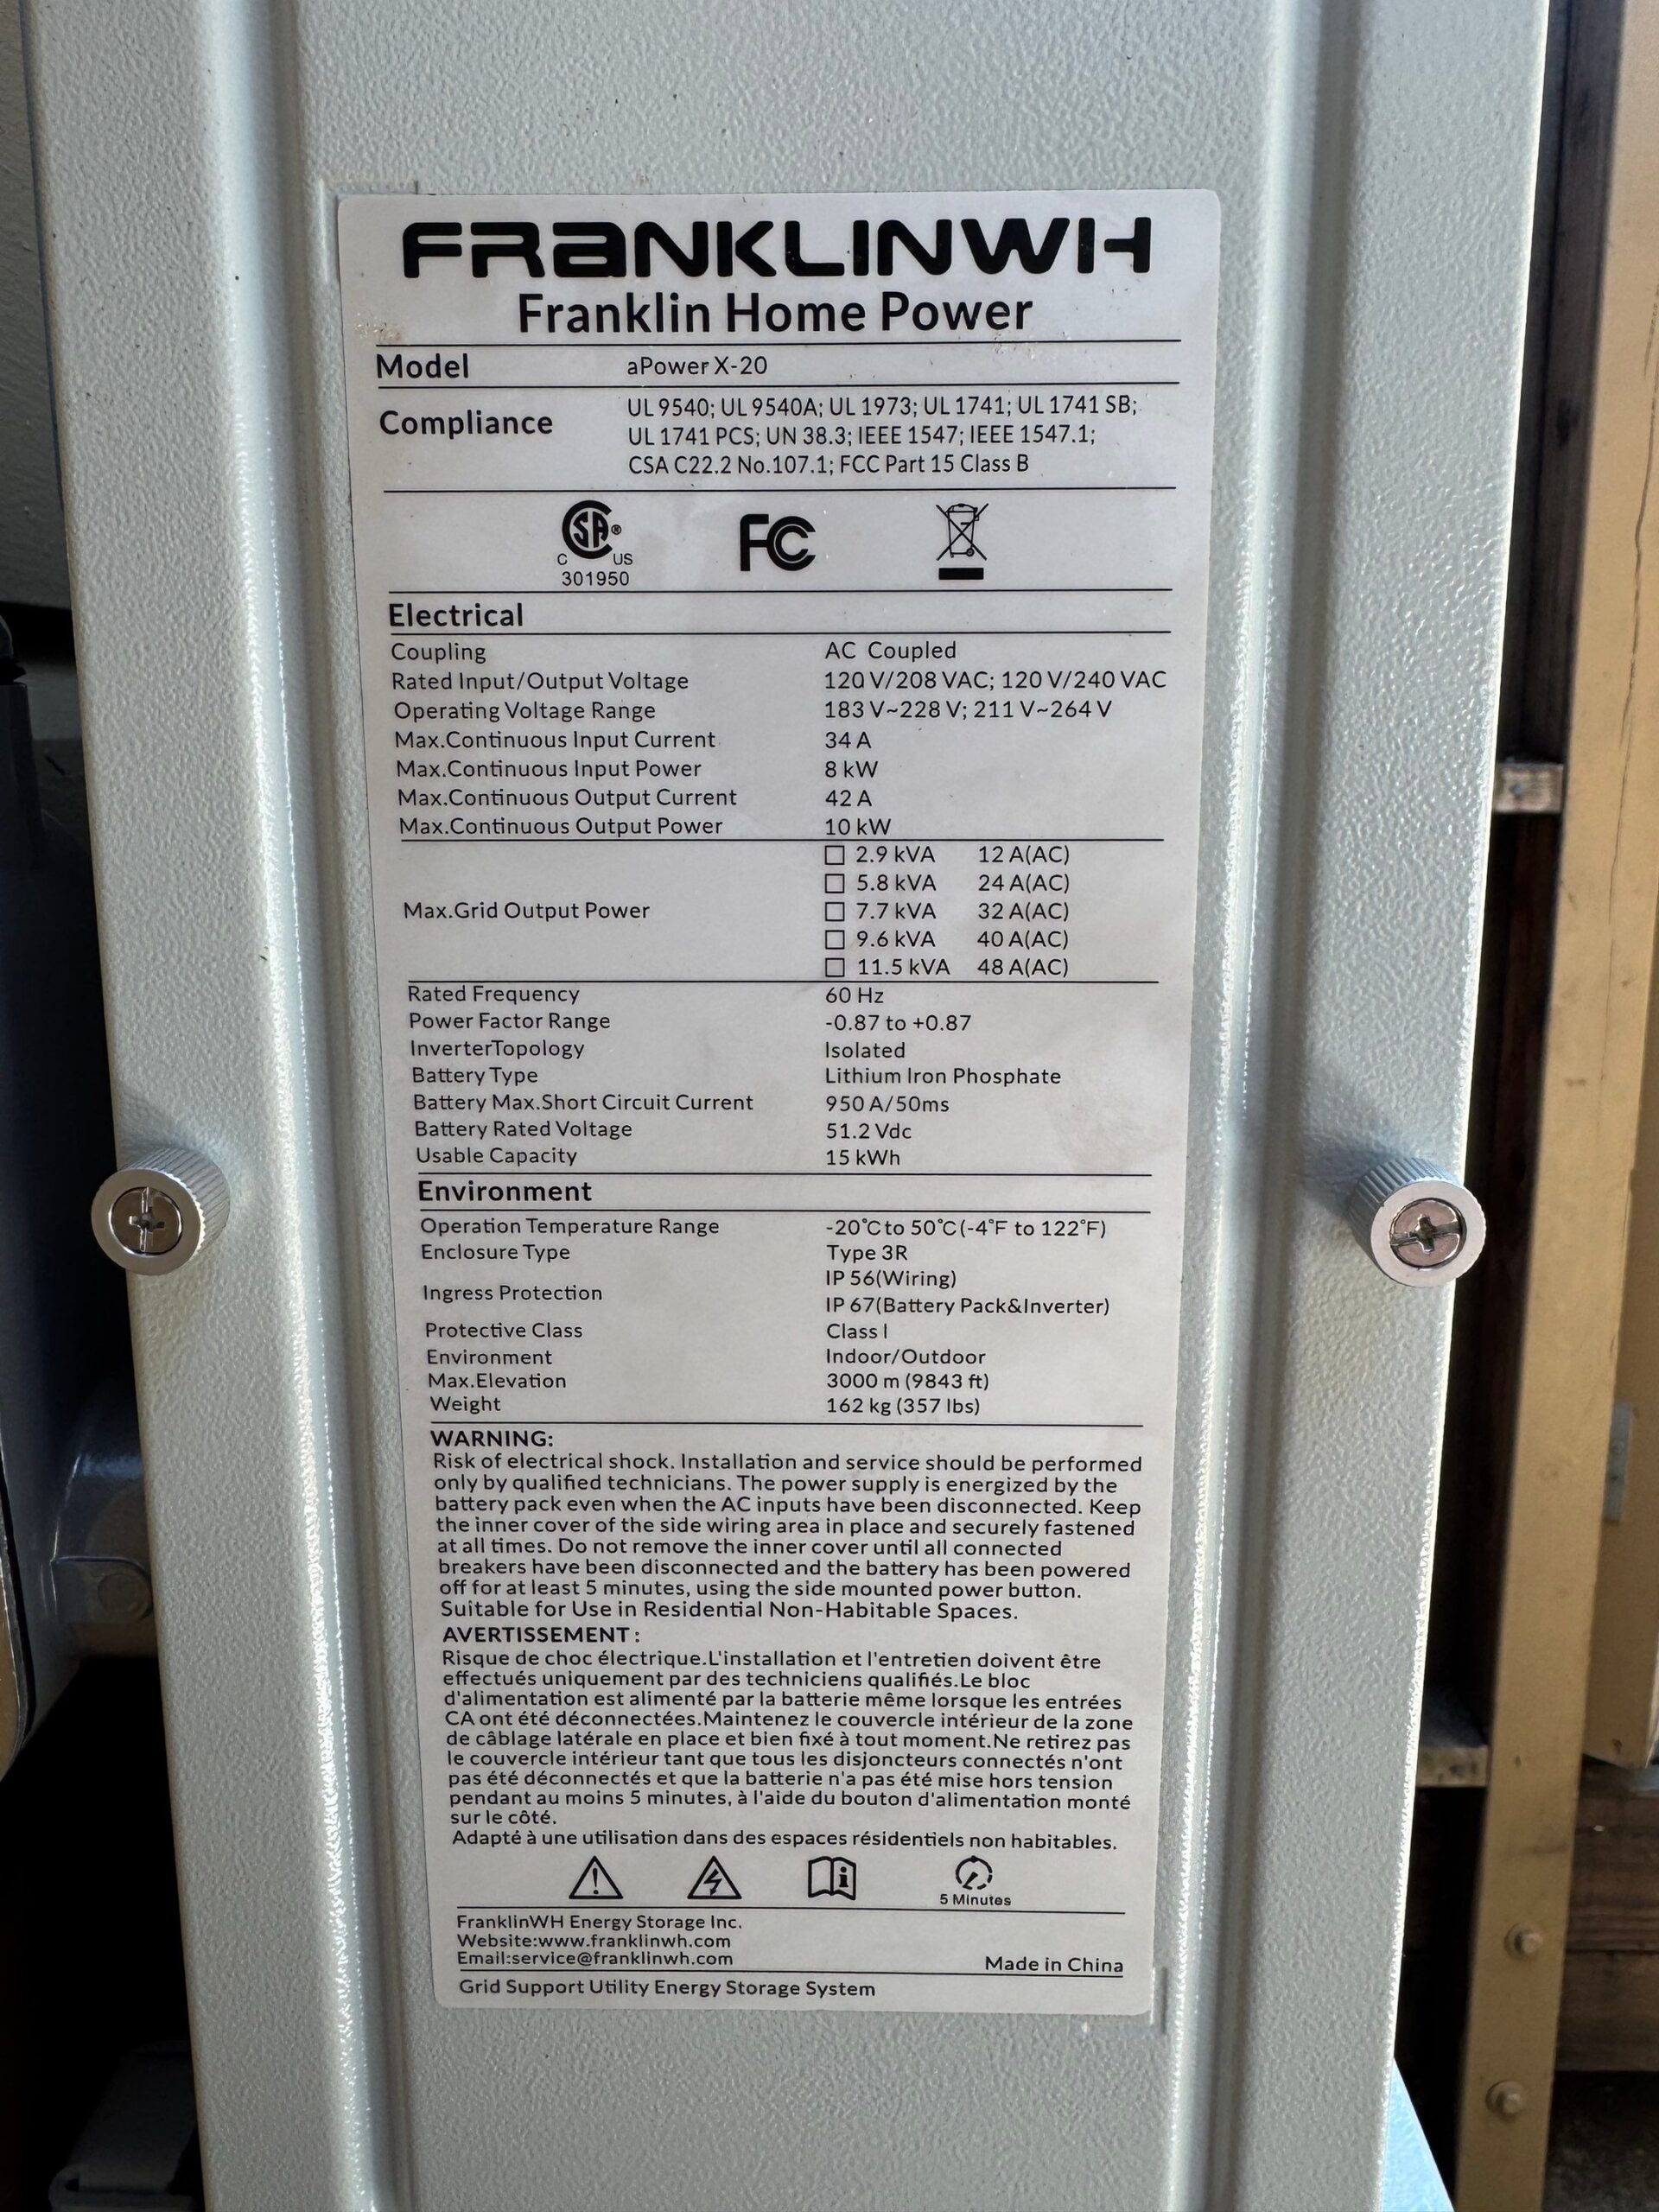 FRANKLINWH
Franklin Home Power
Model aPower X-20
Compliance UL 9540; UL 9540A; UL 1973; UL 1741; UL 1741 SB;
UL 1741 PCS; UN 38.3; IEEE 1547; IEEE 1547.1;
CSA C22.2 No.107.1; FCC Part 15 Class B
CSA® FC
C US
301950
Electrical
Coupling AC Coupled
Rated Input/Output Voltage 120 V/208 VAC; 120 V/240 VAC
Operating Voltage Range 183 V~228 V; 211 V~264 V
Max.Continuous Input Current 34 A
Max.Continuous Input Power 8 kW
Max.Continuous Output Current 42 A
Max.Continuous Output Power 10 kW
Max.Grid Output Power
☐ 2.9 kVA 12 A(AC)
☐ 5.8 kVA 24 A(AC)
☐ 7.7 kVA 32 A(AC)
☐ 9.6 kVA 40 A(AC)
☐ 11.5 kVA 48 A(AC)
Rated Frequency 60 Hz
Power Factor Range -0.87 to +0.87
InverterTopology Isolated
Battery Type Lithium Iron Phosphate
Battery Max.Short Circuit Current 950 A/50ms
Battery Rated Voltage 51.2 Vdc
Usable Capacity 15 kWh
Environment
Operation Temperature Range -20°C to 50°C (-4°F to 122°F)
Enclosure Type Type 3R
Ingress Protection IP 56(Wiring)
IP 67(Battery Pack&Inverter)
Protective Class Class I
Environment Indoor/Outdoor
Max.Elevation 3000 m (9843 ft)
Weight 162 kg (357 lbs)
WARNING:
Risk of electrical shock. Installation and service should be performed
only by qualified technicians. The power supply is energized by the
battery pack even when the AC inputs have been disconnected. Keep
the inner cover of the side wiring area in place and securely fastened
at all times. Do not remove the inner cover until all connected
breakers have been disconnected and the battery has been powered
off for at least 5 minutes, using the side mounted power button.
Suitable for Use in Residential Non-Habitable Spaces.
AVERTISSEMENT :
Risque de choc électrique.L'installation et l'entretien doivent être
effectués uniquement par des techniciens qualifiés.Le bloc
d'alimentation est alimenté par la batterie même lorsque les entrées
CA ont été déconnectées.Maintenez le couvercle intérieur de la zone
de câblage latérale en place et bien fixé à tout moment.Ne retirez pas
le couvercle intérieur tant que tous les disjoncteurs connectés n'ont
pas été déconnectés et que la batterie n'a pas été mise hors tension
pendant au moins 5 minutes, à l'aide du bouton d'alimentation monté
sur le côté.
Adapté à une utilisation dans des espaces résidentiels non habitables.
5 Minutes
FranklinWH Energy Storage Inc.
Website:www.franklinwh.com
Email:service@franklinwh.com
Made in China
Grid Support Utility Energy Storage System